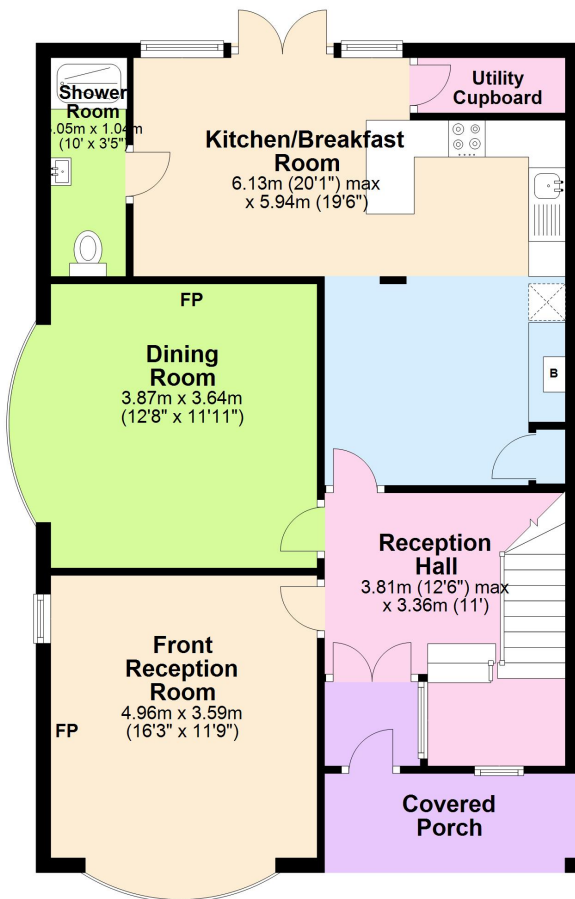 Shower
Room
3.05m x 1.04m
(10' x 3'5")
Utility
Cupboard
Kitchen/Breakfast
Room
6.13m (20'1") max
x 5.94m (19'6")
FP
Dining
Room
3.87m x 3.64m
(12'8" x 11'11")
B
Reception
Hall
3.81m (12'6") max
x 3.36m (11')
Front
Reception
Room
4.96m x 3.59m
(16'3" x 11'9")
FP
Covered
Porch